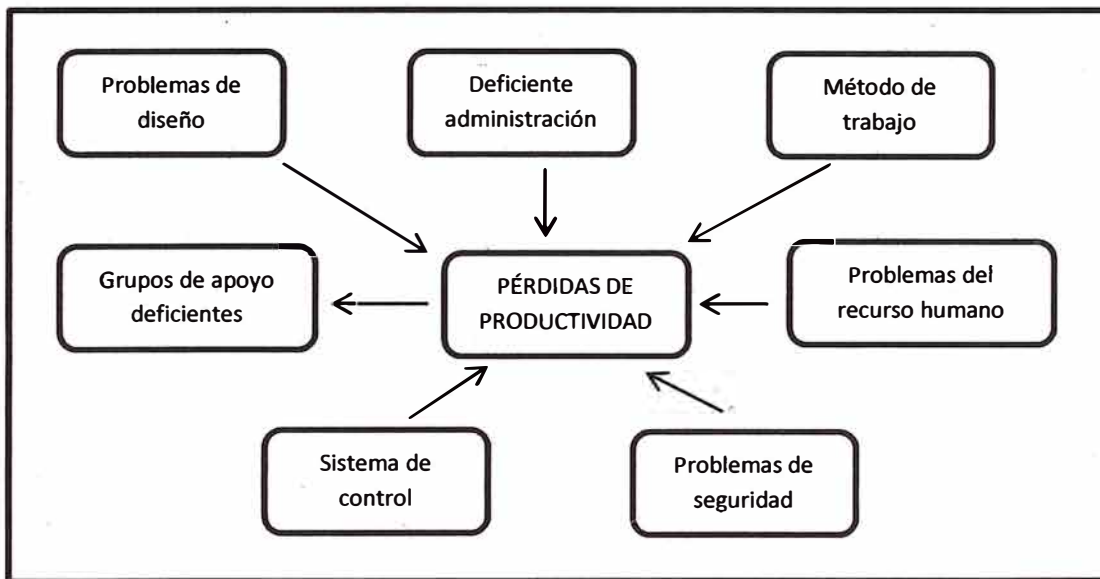 Problemas de
diseño
Deficiente
administración
Método de
trabajo
Grupos de apoyo
deficientes
PÉRDIDAS DE
PRODUCTIVIDAD
Problemas del
recurso humano
Sistema de
control
Problemas de
seguridad